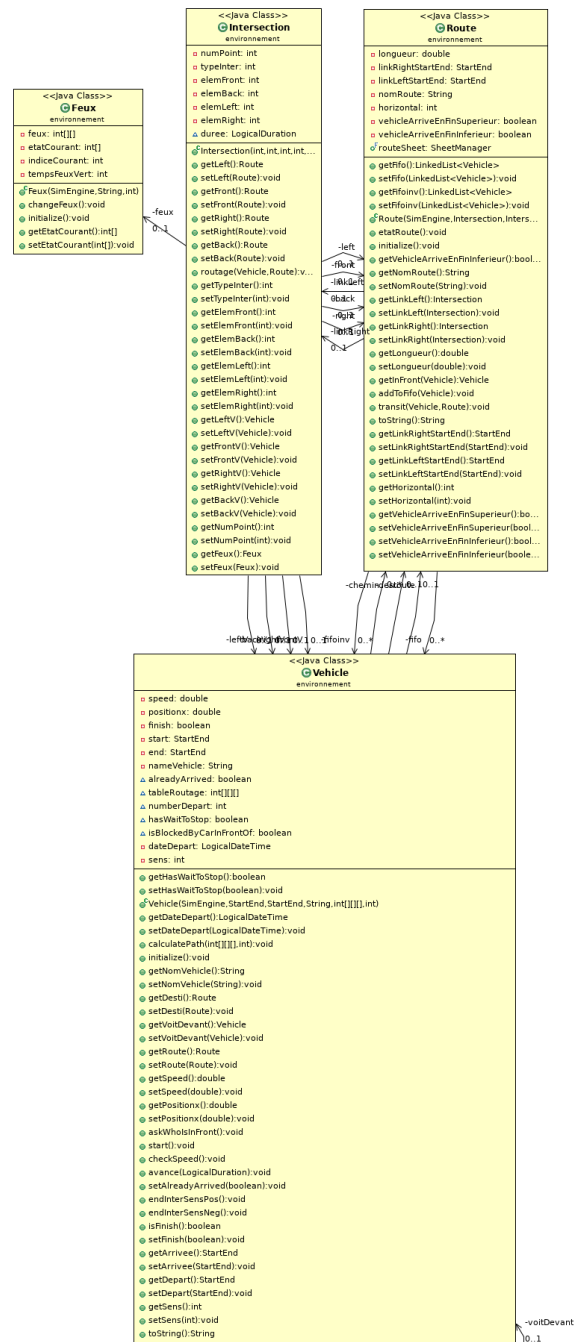 <<Java Class>>
Intersection
environnement
numPoint: int
typeInter: int
elemFront: int
elemBack: int
elemLeft: int
elemRight: int
duree: LogicalDuration
Intersection(int,int,int,int,...
getLeft():Route
setLeft(Route):void
getFront():Route
setFront(Route):void
getRight():Route
setRight(Route):void
getBack():Route
setBack(Route):void
routage(Vehicle,Route):v...
getTypeInter():int
setTypeInter(int):void
getElemFront():int
setElemFront(int):void
getElemBack():int
setElemBack(int):void
getElemLeft():int
setElemLeft(int):void
getElemRight():int
setElemRight(int):void
getLeftV():Vehicle
setLeftV(Vehicle):void
getFrontV():Vehicle
setFrontV(Vehicle):void
getRightV():Vehicle
setRightV(Vehicle):void
getBackV():Vehicle
setBackV(Vehicle):void
getNumPoint():int
setNumPoint(int):void
getFeux():Feux
setFeux(Feux):void
<<Java Class>>
Route
environnement
longueur: double
linkRightStartEnd: StartEnd
linkLeftStartEnd: StartEnd
nomRoute: String
horizontal: int
vehicleArriveEnFinSuperieur: boolean
vehicleArriveEnFinInferieur: boolean
routeSheet: SheetManager
getFifo():LinkedList<Vehicle>
setFifo(LinkedList<Vehicle>):void
getFifoinv():LinkedList<Vehicle>
setFifoinv(LinkedList<Vehicle>):void
Route(SimEngine,Intersection,Inters...
etatRoute():void
initialize():void
getVehicleArriveEnFinInferieur():bool...
getNomRoute():String
setNomRoute(String):void
getLinkLeft():Intersection
setLinkLeft(Intersection):void
getLinkRight():Intersection
setLinkRight(Intersection):void
getLongueur():double
setLongueur(double):void
getInFront(Vehicle):Vehicle
addToFifo(Vehicle):void
transit(Vehicle,Route):void
toString():String
getLinkRightStartEnd():StartEnd
setLinkRightStartEnd(StartEnd):void
getLinkLeftStartEnd():StartEnd
setLinkLeftStartEnd(StartEnd):void
getHorizontal():int
setHorizontal(int):void
getVehicleArriveEnFinSuperieur():bo...
setVehicleArriveEnFinSuperieur(bool...
setVehicleArriveEnFinInferieur():bool...
setVehicleArriveEnFinInferieur(boole...
<<Java Class>>
Feux
environnement
feux: int[][]
etatCourant: int[]
indiceCourant: int
tempsFeuxVert: int
Feux(SimEngine,String,int)
changeFeux():void
initialize():void
getEtatCourant():int[]
setEtatCourant(int[]):void
-feux
0..1
-left
-front
-linkLeft
0..1
-back
-right
-linkRight
0..1
-fifoinv
0..*
-fifo
0..*
<<Java Class>>
Vehicle
environnement
speed: double
positionx: double
finish: boolean
start: StartEnd
end: StartEnd
nameVehicle: String
alreadyArrived: boolean
tableRoutage: int[][][]
numberDepart: int
hasWaitToStop: boolean
isBlockedByCarInFrontOf: boolean
dateDepart: LogicalDateTime
sens: int
getHasWaitToStop():boolean
setHasWaitToStop(boolean):void
Vehicle(SimEngine,StartEnd,StartEnd,String,int[][][],int)
getDateDepart():LogicalDateTime
setDateDepart(LogicalDateTime):void
calculatePath(int[][][],int):void
initialize():void
getNomVehicle():String
setNomVehicle(String):void
getDesti():Route
setDesti(Route):void
getVoitDevant():Vehicle
setVoitDevant(Vehicle):void
getRoute():Route
setRoute(Route):void
getSpeed():double
setSpeed(double):void
getPositionx():double
setPositionx(double):void
askWhoIsInFront():void
start():void
checkSpeed():void
avance(LogicalDuration):void
setAlreadyArrived(boolean):void
endInterSensPos():void
endInterSensNeg():void
isFinish():boolean
setFinish(boolean):void
getArrivee():StartEnd
setArrivee(StartEnd):void
getDepart():StartEnd
setDepart(StartEnd):void
getSens():int
setSens(int):void
toString():String
-voitDevant
0..1